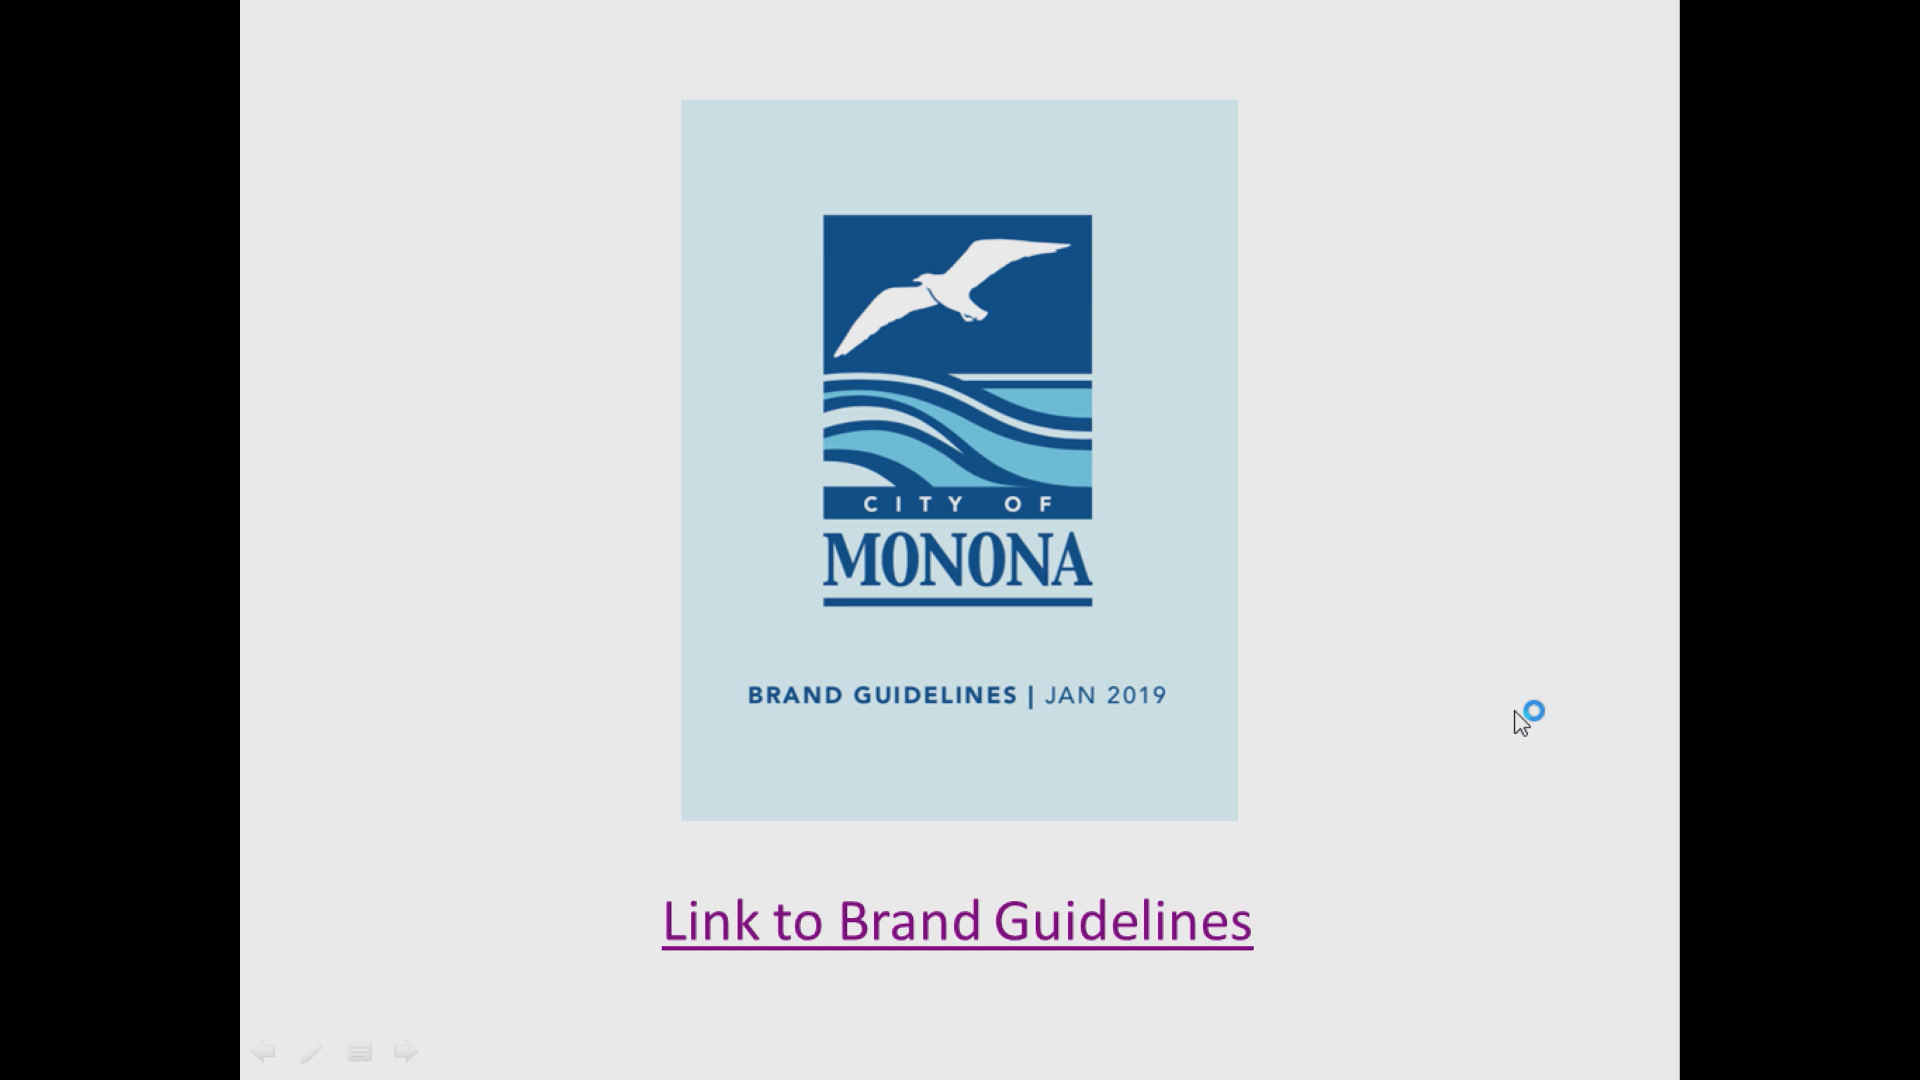 CITY OF
MONONA
BRAND GUIDELINES | JAN 2019
Link to Brand Guidelines